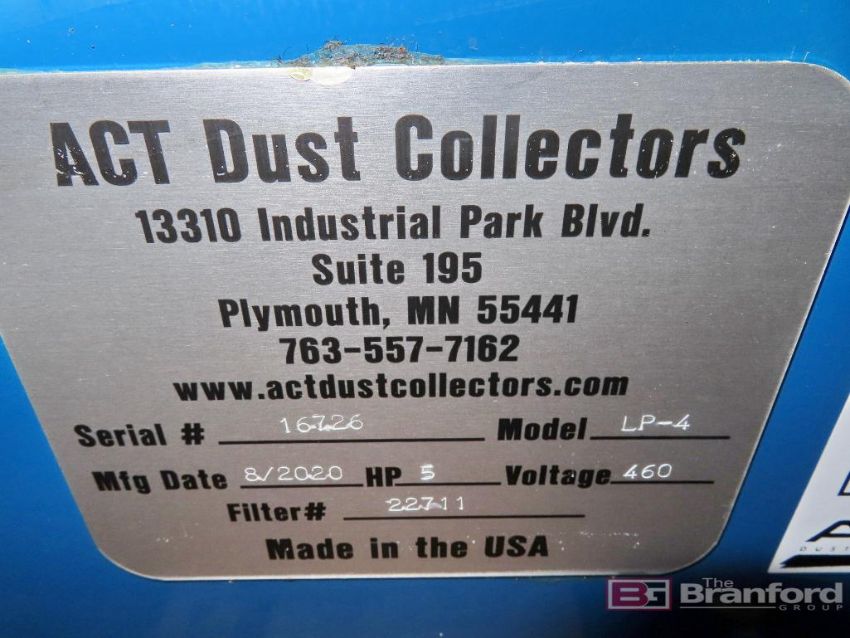 ACT Dust Collectors
13310 Industrial Park Blvd.
Suite 195
Plymouth, MN 55441
763-557-7162
www.actdustcollectors.com
Serial # 16726 Model LP-4
Mfg Date 8/2020 HP 5 Voltage 460
Filter# 22711
Made in the USA
BG The Branford GROUP